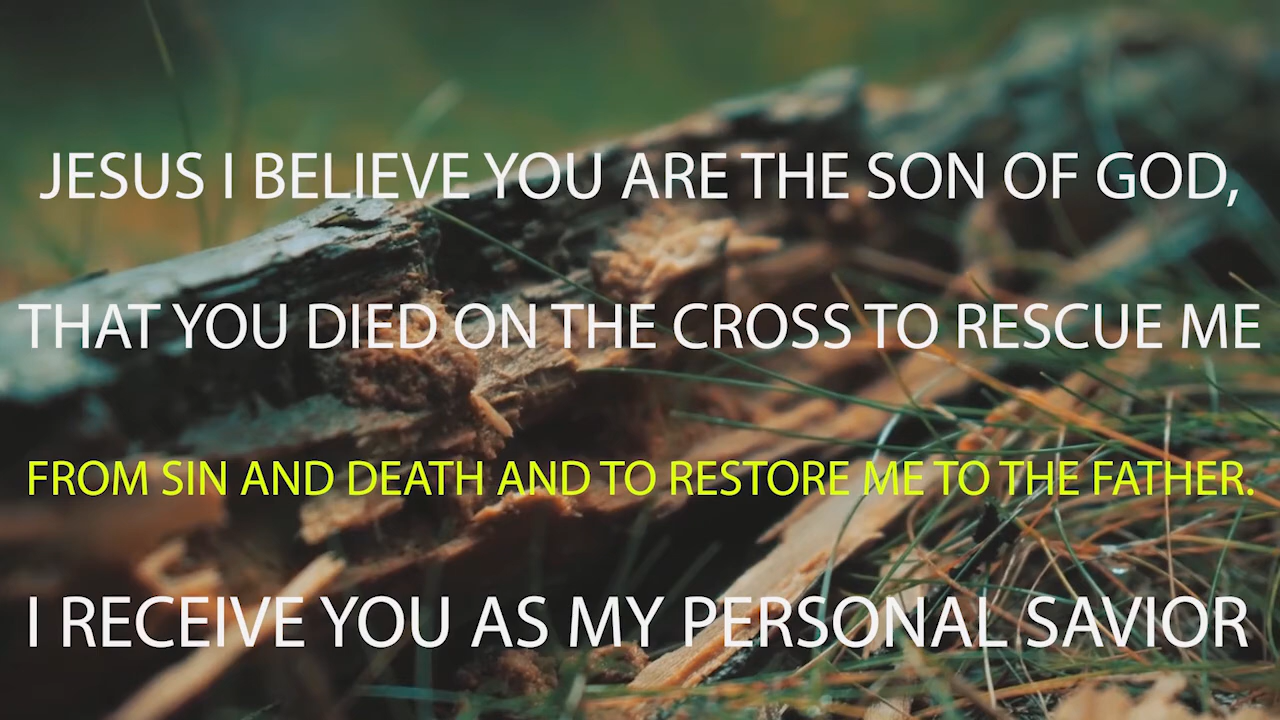 JESUS I BELIEVE YOU ARE THE SON OF GOD,
THAT YOU DIED ON THE CROSS TO RESCUE ME
FROM SIN AND DEATH AND TO RESTORE ME TO THE FATHER.
I RECEIVE YOU AS MY PERSONAL SAVIOR